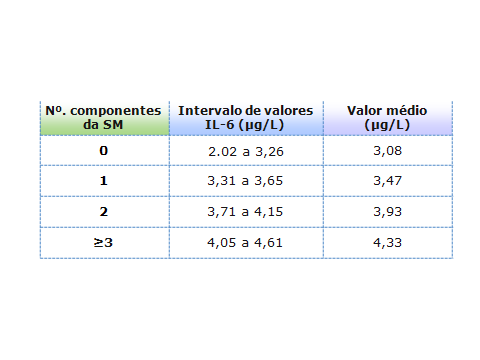 Nº. componentes da SM Intervalo de valores IL-6 (µg/L) Valor médio (µg/L)
0 2.02 a 3,26 3,08
1 3,31 a 3,65 3,47
2 3,71 a 4,15 3,93
≥3 4,05 a 4,61 4,33